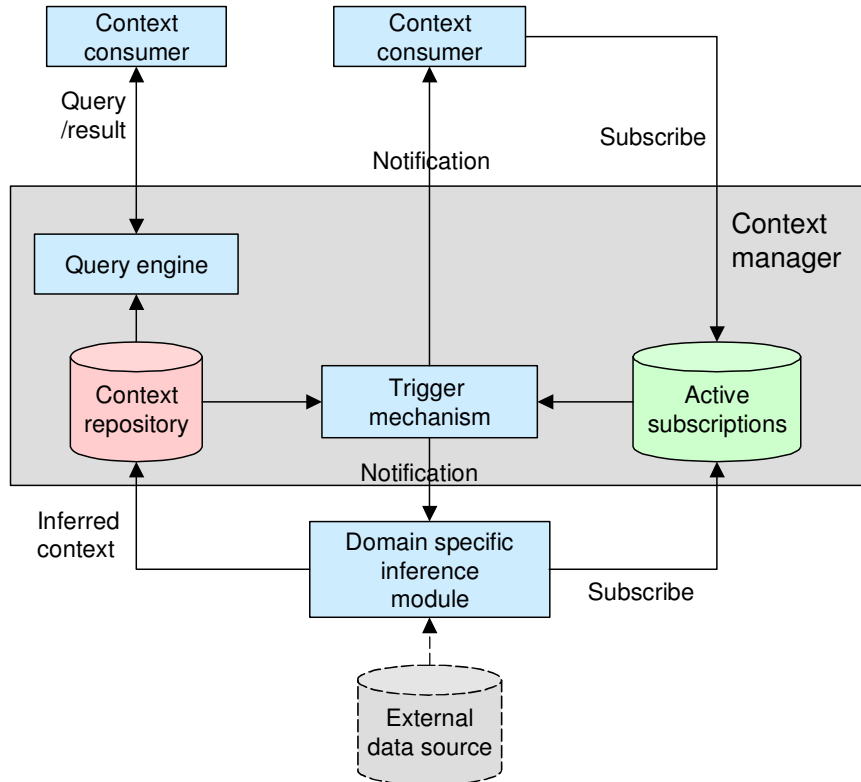 Context
consumer
Context
consumer
Query
/result
Notification
Subscribe
Context
manager
Query engine
Context
repository
Trigger
mechanism
Active
subscriptions
Notification
Inferred
context
Domain specific
inference
module
Subscribe
External
data source